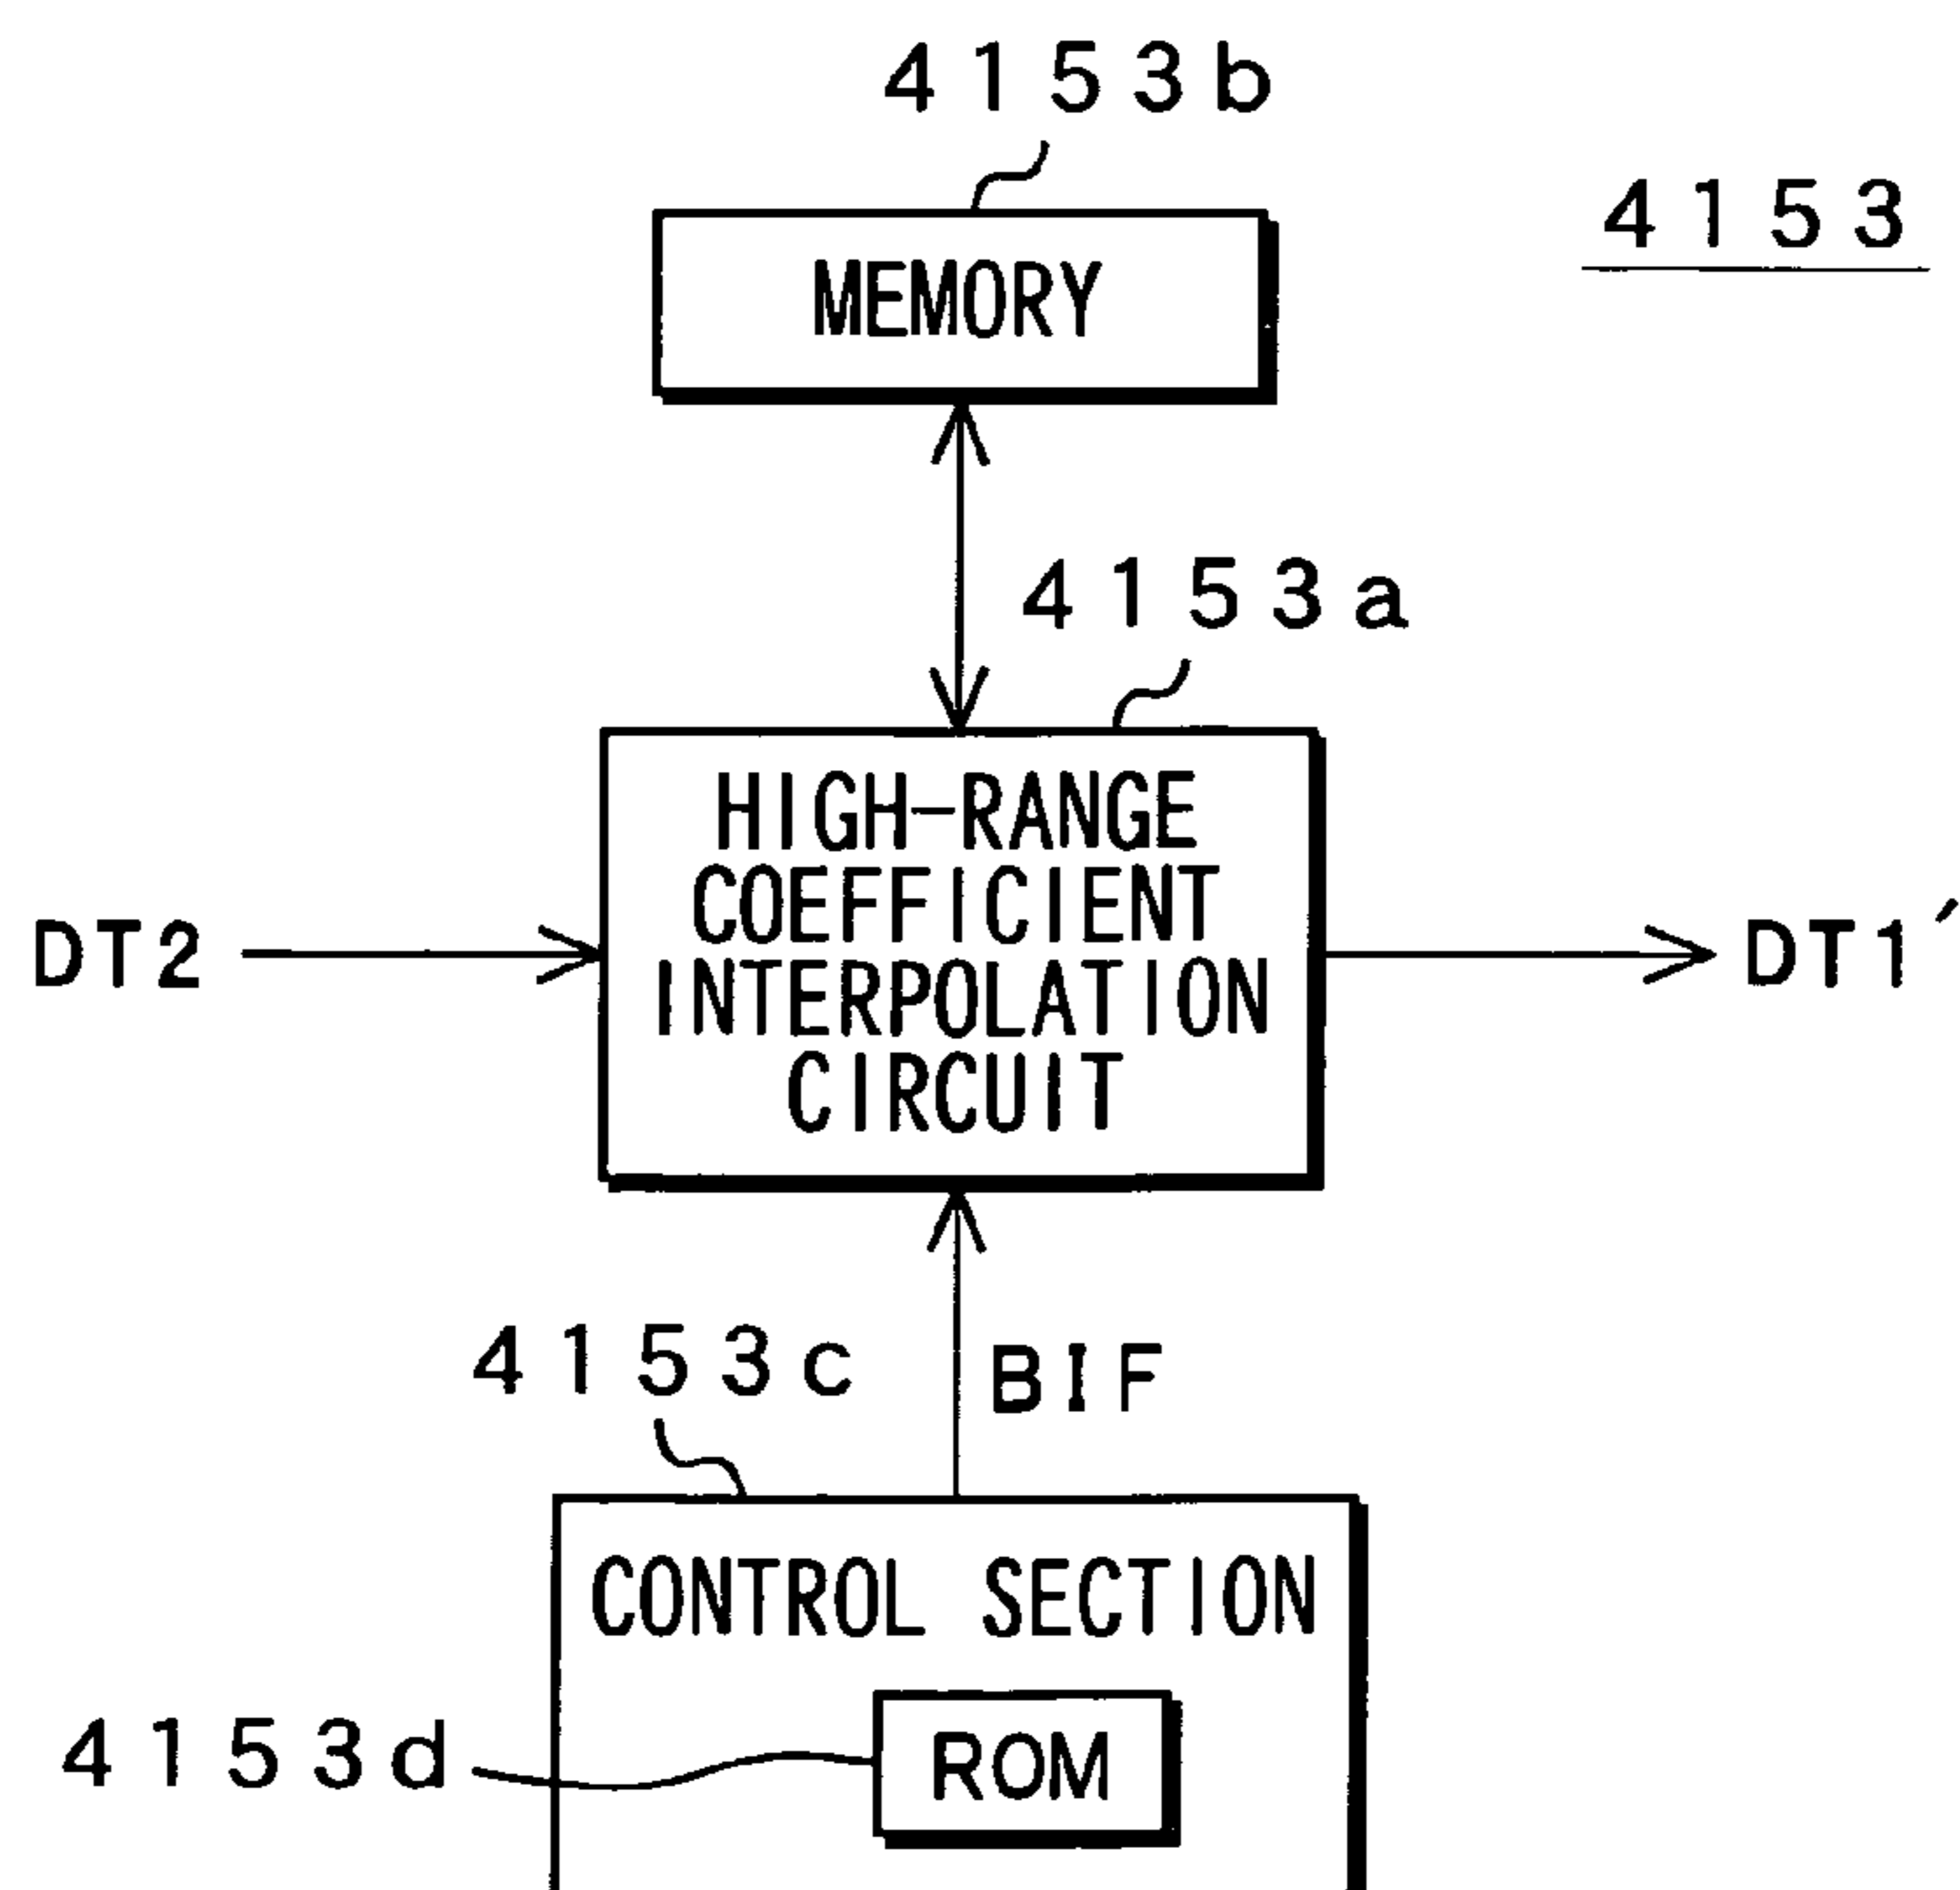 4153b
4153
MEMORY
4153a
HIGH-RANGE
COEFFICIENT
INTERPOLATION
CIRCUIT
DT2
DT1′
4153c
BIF
CONTROL SECTION
4153d
ROM